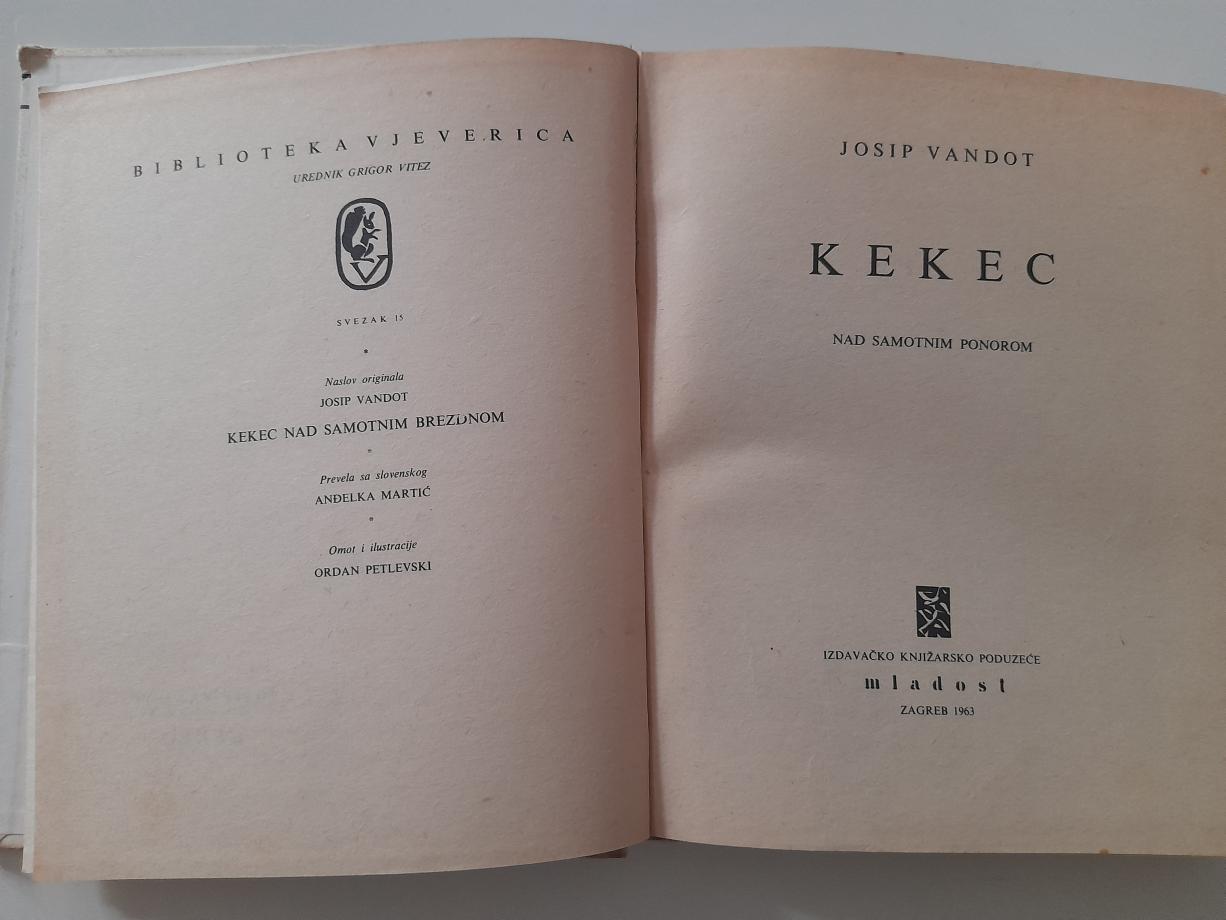 BIBLIOTEKA VJEVERICA
UREDNIK GRIGOR VITEZ
V
SVEZAK 15
*
Naslov originala
JOSIP VANDOT
KEKEC NAD SAMOTNIM BREZDNOM
*
Prevela sa slovenskog
ANĐELKA MARTIĆ
*
Omot i ilustracije
ORDAN PETLEVSKI
JOSIP VANDOT
KEKEC
NAD SAMOTNIM PONOROM
IZDAVAČKO KNJIŽARSKO PODUZEĆE
mladost
ZAGREB 1963